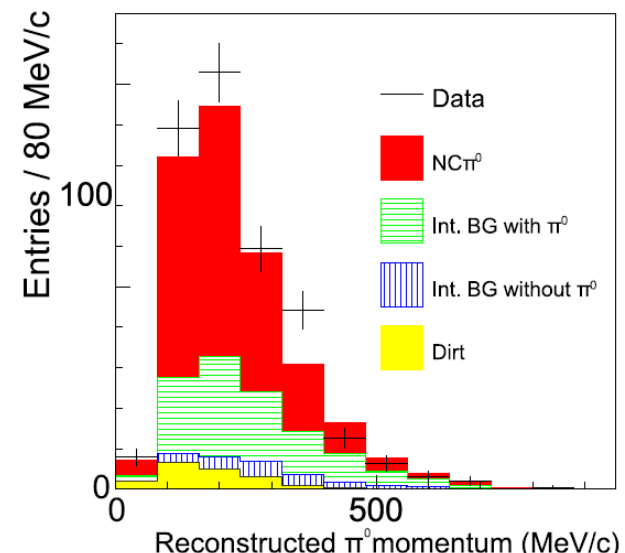 Entries / 80 MeV/c
100
0
0
500
Reconstructed π⁰momentum (MeV/c)
Data
NCπ⁰
Int. BG with π⁰
Int. BG without π⁰
Dirt